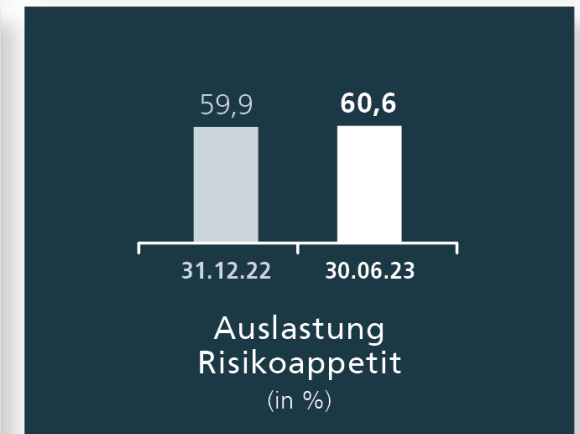 59,9 60,6
31.12.22 30.06.23
Auslastung
Risikoappetit
(in %)